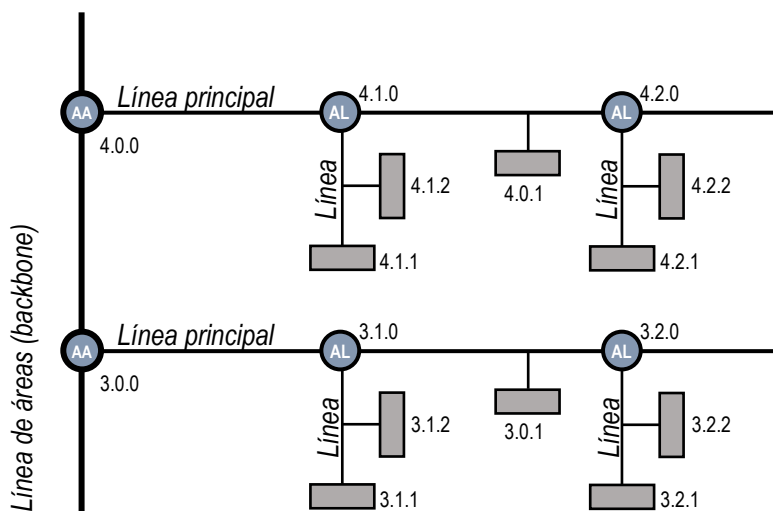 Línea principal
4.1.0
4.2.0
AA
AL
AL
4.0.0
Línea
4.1.2
4.0.1
Línea
4.2.2
4.1.1
4.2.1
Línea de áreas (backbone)
Línea principal
3.1.0
3.2.0
AA
AL
AL
3.0.0
Línea
3.1.2
3.0.1
Línea
3.2.2
3.1.1
3.2.1